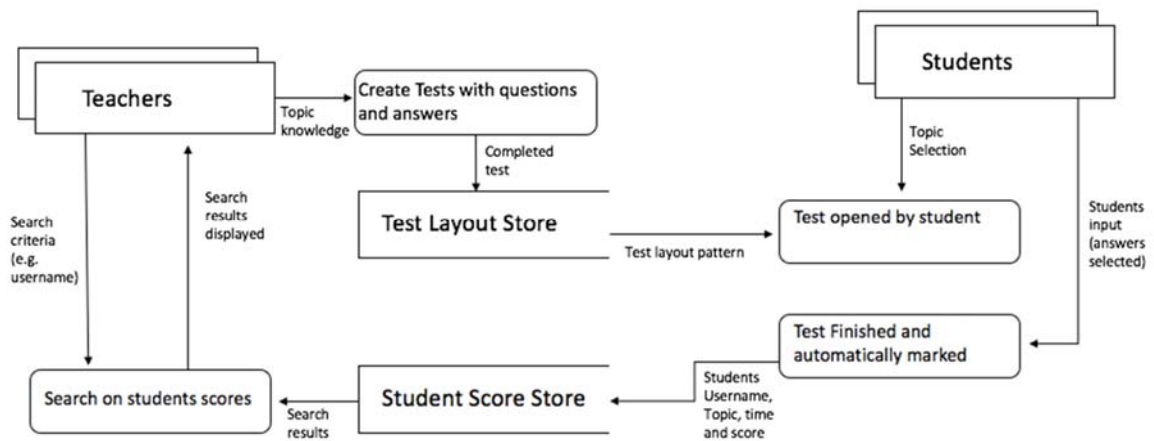 Teachers
Topic
knowledge
Create Tests with questions
and answers
Students
Completed
test
Topic
Selection
Search
criteria
(e.g.
username)
Search
results
displayed
Test Layout Store
Test layout pattern
Test opened by student
Students
input
(answers
selected)
Test Finished and
automatically marked
Students
Username,
Topic, time
and score
Student Score Store
Search
results
Search on students scores